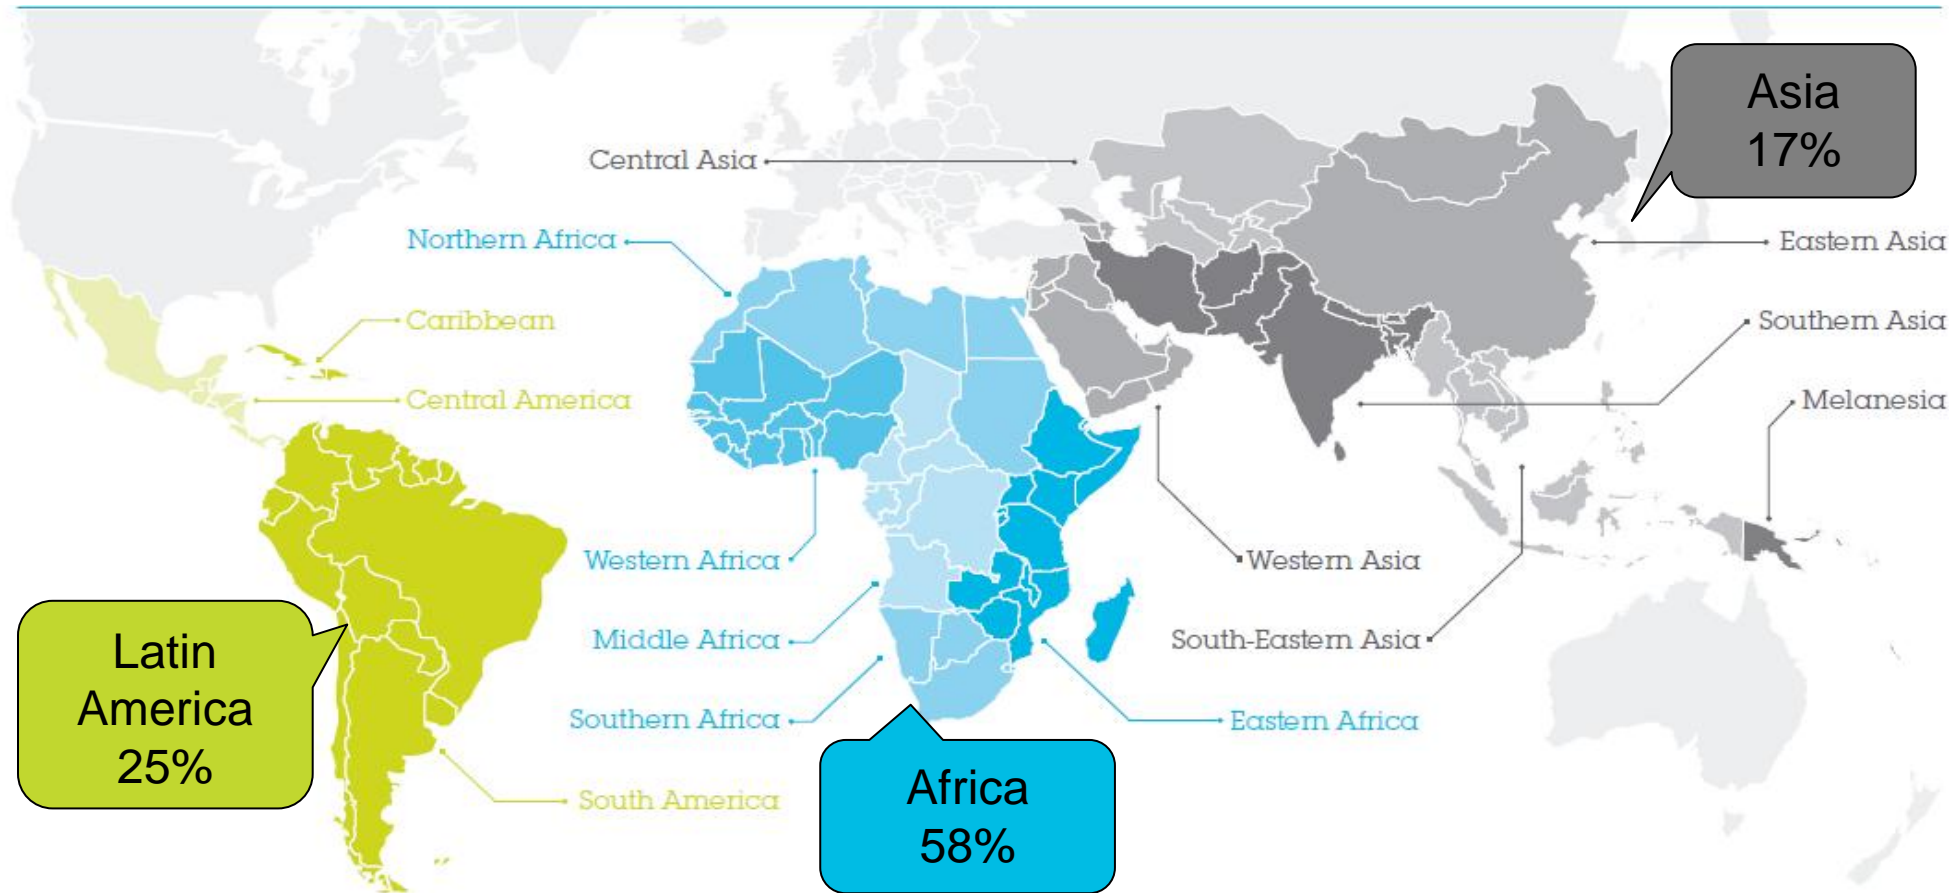 Asia
17%
Central Asia
Northern Africa
Eastern Asia
Caribbean
Southern Asia
Central America
Melanesia
Western Africa
Western Asia
Latin
America
25%
Middle Africa
South-Eastern Asia
Southern Africa
Eastern Africa
Africa
58%
South America